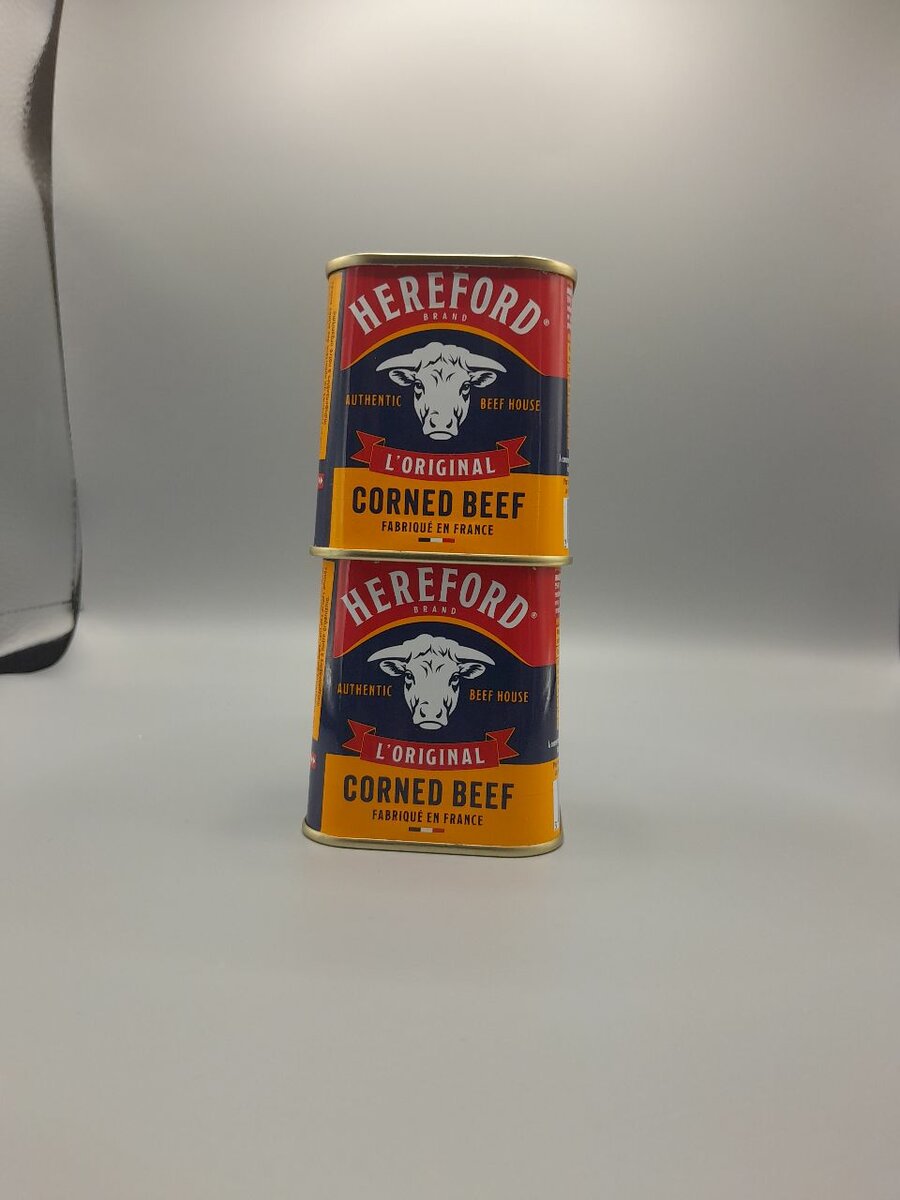 HEREFORD®
BRAND
AUTHENTIC BEEF HOUSE
L'ORIGINAL
CORNED BEEF
FABRIQUÉ EN FRANCE
HEREFORD®
BRAND
AUTHENTIC BEEF HOUSE
L'ORIGINAL
CORNED BEEF
FABRIQUÉ EN FRANCE